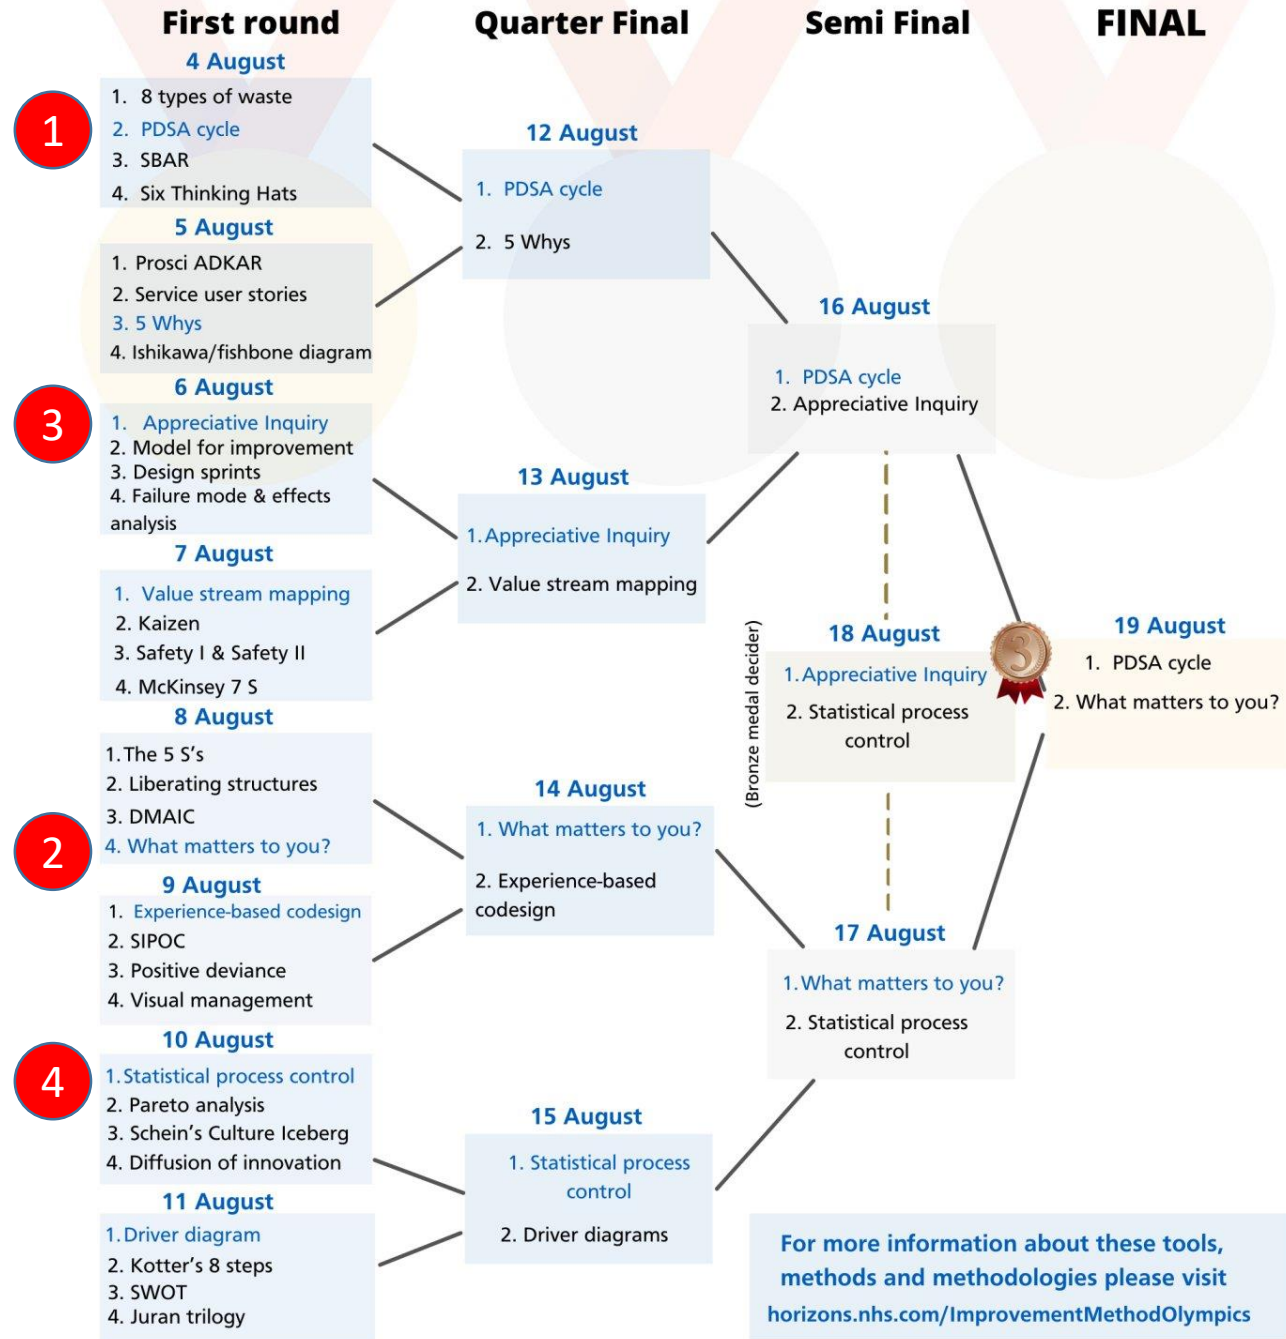 First round
Quarter Final
Semi Final
FINAL
1
4 August
1. 8 types of waste
2. PDSA cycle
3. SBAR
4. Six Thinking Hats
5 August
1. Prosci ADKAR
2. Service user stories
3. 5 Whys
4. Ishikawa/fishbone diagram
3
6 August
1. Appreciative Inquiry
2. Model for improvement
3. Design sprints
4. Failure mode & effects
analysis
7 August
1. Value stream mapping
2. Kaizen
3. Safety I & Safety II
4. McKinsey 7 S
8 August
1.The 5 S's
2. Liberating structures
3. DMAIC
4. What matters to you?
2
9 August
1. Experience-based codesign
2. SIPOC
3. Positive deviance
4. Visual management
10 August
1.Statistical process control
2. Pareto analysis
3. Schein's Culture Iceberg
4. Diffusion of innovation
4
11 August
1.Driver diagram
2. Kotter's 8 steps
3. SWOT
4. Juran trilogy
12 August
1. PDSA cycle
2. 5 Whys
13 August
1.Appreciative Inquiry
2. Value stream mapping
14 August
1. What matters to you?
2. Experience-based
codesign
15 August
1. Statistical process
control
2. Driver diagrams
16 August
1. PDSA cycle
2. Appreciative Inquiry
(Bronze medal decider)
18 August
1.Appreciative Inquiry
2. Statistical process
control
3
17 August
1.What matters to you?
2. Statistical process
control
19 August
1. PDSA cycle
2. What matters to you?
For more information about these tools,
methods and methodologies please visit
horizons.nhs.com/ImprovementMethodOlympics